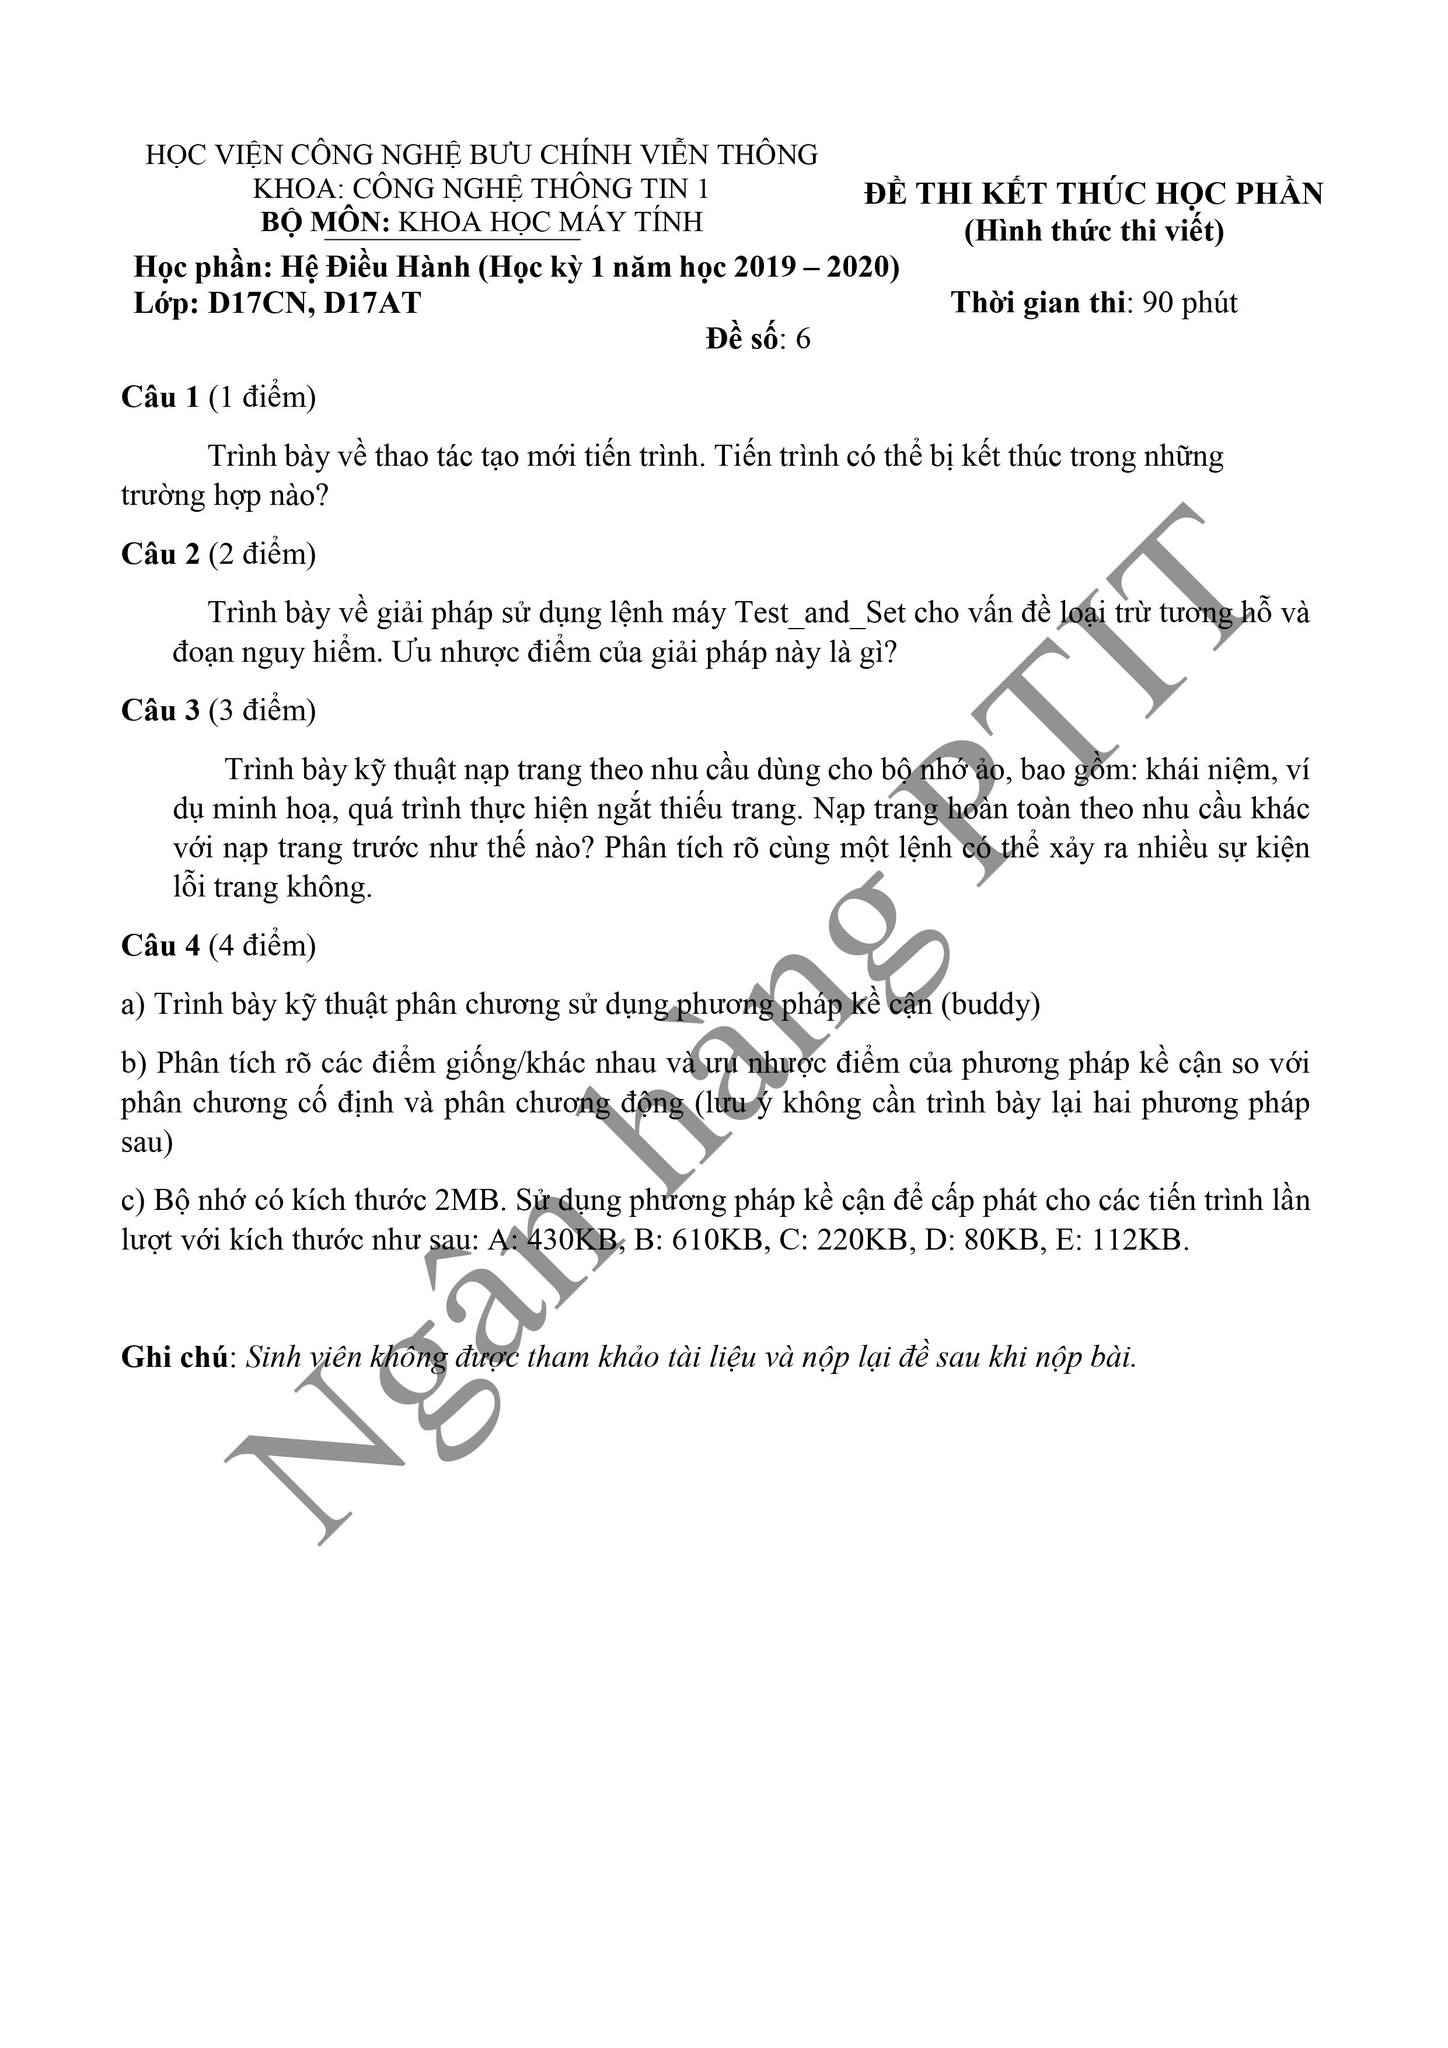 HỌC VIỆN CÔNG NGHỆ BƯU CHÍNH VIỄN THÔNG
KHOA: CÔNG NGHỆ THÔNG TIN 1
BỘ MÔN: KHOA HỌC MÁY TÍNH
ĐỀ THI KẾT THÚC HỌC PHẦN
(Hình thức thi viết)
Học phần: Hệ Điều Hành (Học kỳ 1 năm học 2019 – 2020)
Lớp: D17CN, D17AT
Thời gian thi: 90 phút
Đề số: 6
Câu 1 (1 điểm)
Trình bày về thao tác tạo mới tiến trình. Tiến trình có thể bị kết thúc trong những
trường hợp nào?
Câu 2 (2 điểm)
Trình bày về giải pháp sử dụng lệnh máy Test_and_Set cho vấn đề loại trừ tương hỗ và
đoạn nguy hiểm. Ưu nhược điểm của giải pháp này là gì?
Câu 3 (3 điểm)
Trình bày kỹ thuật nạp trang theo nhu cầu dùng cho bộ nhớ ảo, bao gồm: khái niệm, ví
dụ minh hoạ, quá trình thực hiện ngắt thiếu trang. Nạp trang hoàn toàn theo nhu cầu khác
với nạp trang trước như thế nào? Phân tích rõ cùng một lệnh có thể xảy ra nhiều sự kiện
lỗi trang không.
Câu 4 (4 điểm)
a) Trình bày kỹ thuật phân chương sử dụng phương pháp kề cận (buddy)
b) Phân tích rõ các điểm giống/khác nhau và ưu nhược điểm của phương pháp kề cận so với
phân chương cố định và phân chương động (lưu ý không cần trình bày lại hai phương pháp
sau)
c) Bộ nhớ có kích thước 2MB. Sử dụng phương pháp kề cận để cấp phát cho các tiến trình lần
lượt với kích thước như sau: A: 430KB, B: 610KB, C: 220KB, D: 80KB, E: 112KB.
Ghi chú: Sinh viên không được tham khảo tài liệu và nộp lại đề sau khi nộp bài.
Ngân hàng PTIT